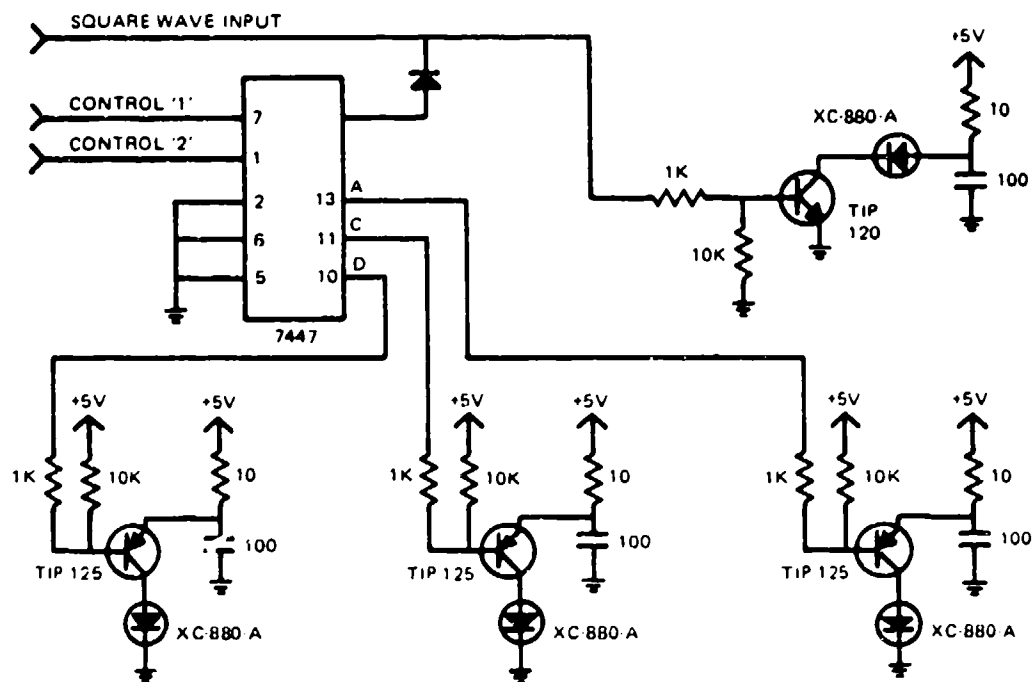 SQUARE WAVE INPUT
+5V
CONTROL '1'
7
10
XC-880-A
CONTROL '2'
1
1K
100
2
13
A
TIP
120
6
11
C
10K
5
10
D
7447
+5V
+5V
+5V
+5V
+5V
+5V
1K
10K
10
1K
10K
10
1K
10K
10
100
100
100
TIP 125
TIP 125
TIP 125
XC-880-A
XC-880-A
XC-880-A